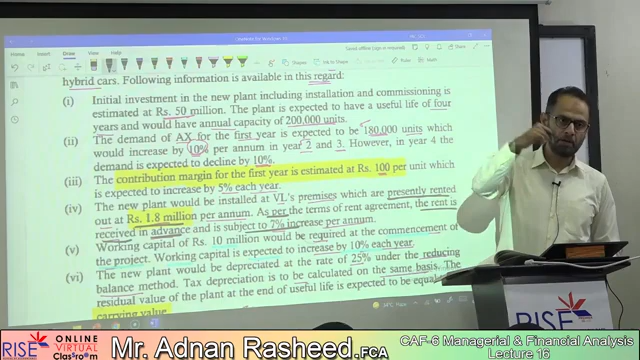 File Home Insert Draw
hybrid cars. Following information is available in this regard:
(i) Initial investment in the new plant including installation and commissioning is
estimated at Rs. 50 million. The plant is expected to have a useful life of four
years and would have annual capacity of 200,000 units.
(ii) The demand of AX for the first year is expected to be 180,000 units which
would increase by 10% per annum in year 2 and 3. However, in year 4 the
demand is expected to decline by 10%.
(iii) The contribution margin for the first year is estimated at Rs. 100 per unit which
is expected to increase by 5% each year.
(iv) The new plant would be installed at VL's premises which are presently rented
out at Rs. 1.8 million per annum. As per the terms of rent agreement, the rent is
received in advance and is subject to 7% increase per annum.
(v) Working capital of Rs. 10 million would be required at the commencement of
the project. Working capital is expected to increase by 10% each year.
(vi) The new plant would be depreciated at the rate of 25% under the reducing
balance method. Tax depreciation is to be calculated on the same basis. The
residual value of the plant at the end of useful life is expected to be equal
carrying value
RISE
RISE ONLINE VIRTUAL Classroom
Mr. Adnan Rasheed.FCA
CAF-6 Managerial & Financial Analysis
Lecture 16